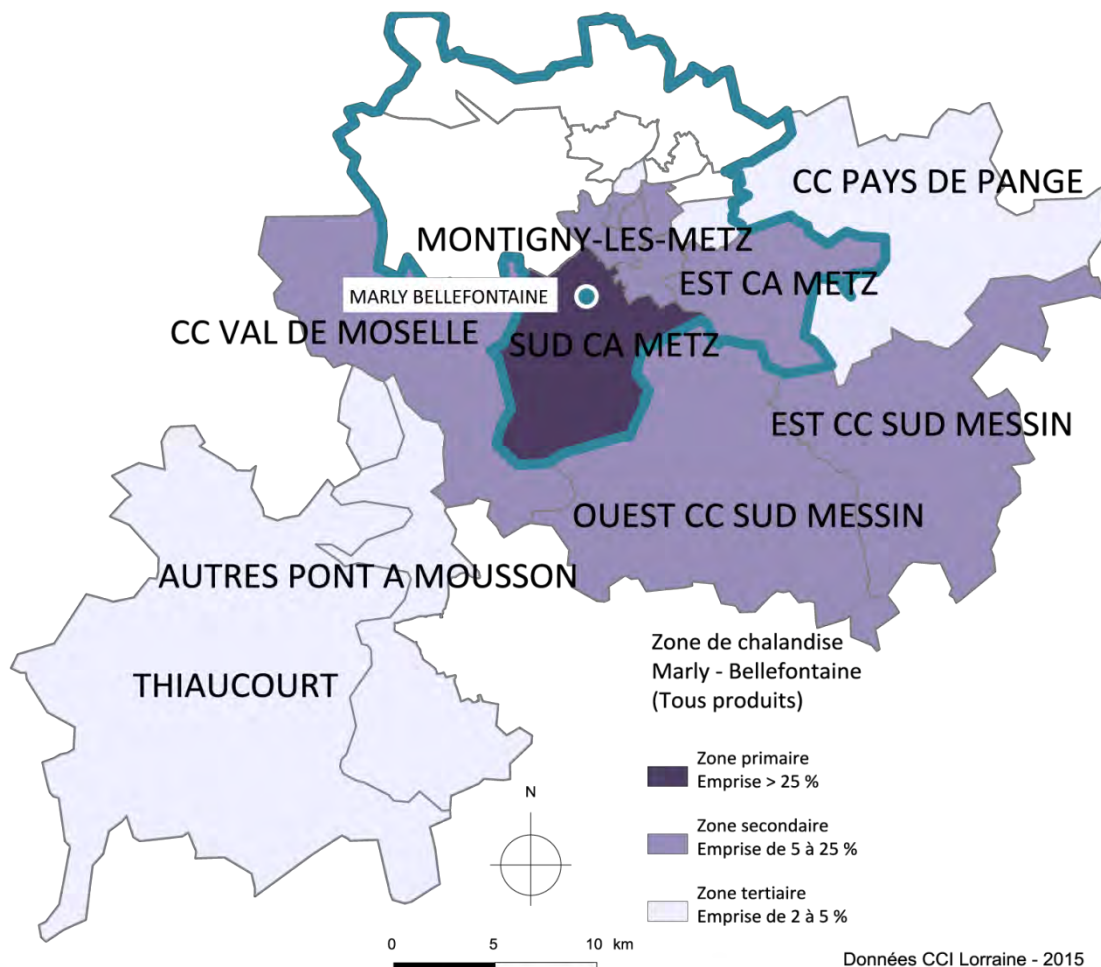 CC PAYS DE PANGE
MONTIGNY-LES-METZ
EST CA METZ
MARLY BELLEFONTAINE
CC VAL DE MOSELLE
SUD CA METZ
EST CC SUD MESSIN
OUEST CC SUD MESSIN
AUTRES PONT A MOUSSON
THIAUCOURT
Zone de chalandise
Marly - Bellefontaine
(Tous produits)
Zone primaire
Emprise > 25 %
Zone secondaire
Emprise de 5 à 25 %
Zone tertiaire
Emprise de 2 à 5 %
N
0 5 10 km
Données CCI Lorraine - 2015